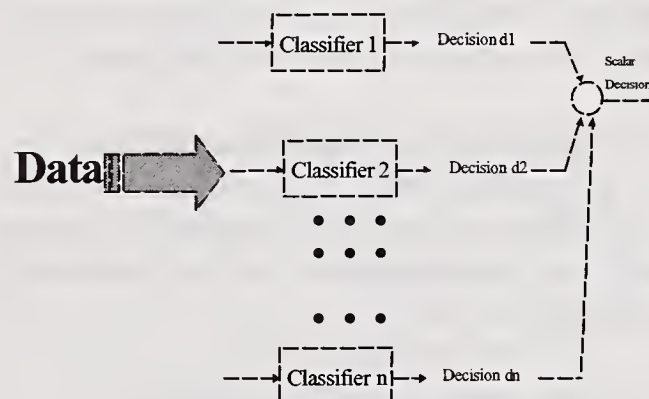 Classifier 1
Decision d1
Scalar
Decision
Data
Classifier 2
Decision d2
Classifier n
Decision dn